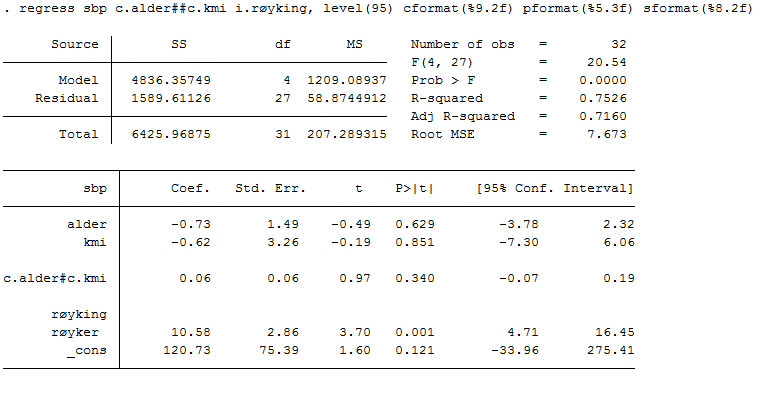 . regress sbp c.alder##c.kmi i.røyking, level(95) cformat(%9.2f) pformat(%5.3f) sformat(%8.2f)
Source SS df MS Number of obs = 32
F(4, 27) = 20.54
Model 4836.35749 4 1209.08937 Prob > F = 0.0000
Residual 1589.61126 27 58.8744912 R-squared = 0.7526
Adj R-squared = 0.7160
Total 6425.96875 31 207.289315 Root MSE = 7.673
sbp Coef. Std. Err. t P>|t| [95% Conf. Interval]
alder -0.73 1.49 -0.49 0.629 -3.78 2.32
kmi -0.62 3.26 -0.19 0.851 -7.30 6.06
c.alder#c.kmi 0.06 0.06 0.97 0.340 -0.07 0.19
røyking
røyker 10.58 2.86 3.70 0.001 4.71 16.45
_cons 120.73 75.39 1.60 0.121 -33.96 275.41